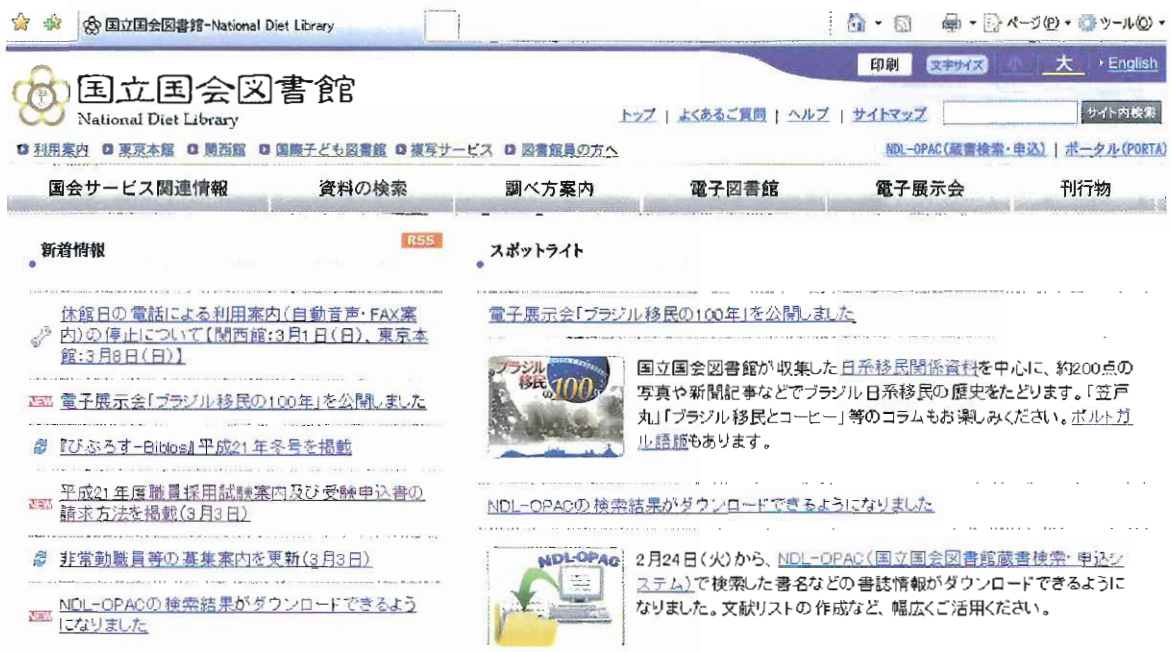 国立国会図書館-National Diet Library
ページ(P) ツール(O)
印刷 文字サイズ 小 大 English
国立国会図書館
National Diet Library
トップ | よくあるご質問 | ヘルプ | サイトマップ サイト内検索
利用案内 東京本館 関西館 国際子ども図書館 複写サービス 図書館員の方へ
NDL-OPAC(蔵書検索・申込) | ポータル(PORTA)
国会サービス関連情報 資料の検索 調べ方案内 電子図書館 電子展示会 刊行物
新着情報 RSS
休館日の電話による利用案内(自動音声・FAX案
内)の停止について【関西館:3月1日(日)、東京本
館:3月8日(日)】
NEW 電子展示会「ブラジル移民の100年」を公開しました
『びぶろす-Biblos』平成21年冬号を掲載
NEW 平成21年度職員採用試験案内及び受験申込書の
請求方法を掲載(3月3日)
非常勤職員等の募集案内を更新(3月3日)
NEW NDL-OPACの検索結果がダウンロードできるよう
になりました
スポットライト
電子展示会「ブラジル移民の100年」を公開しました
ブラジル
移民
の100年
国立国会図書館が収集した日系移民関係資料を中心に、約200点の
写真や新聞記事などでブラジル日系移民の歴史をたどります。「笠戸
丸」「ブラジル移民とコーヒー」等のコラムもお楽しみください。ポルトガ
ル語版もあります。
NDL-OPACの検索結果がダウンロードできるようになりました
NDL-OPAC
2月24日(火)から、NDL-OPAC(国立国会図書館蔵書検索・申込シ
ステム)で検索した書名などの書誌情報がダウンロードできるように
なりました。文献リストの作成など、幅広くご活用ください。